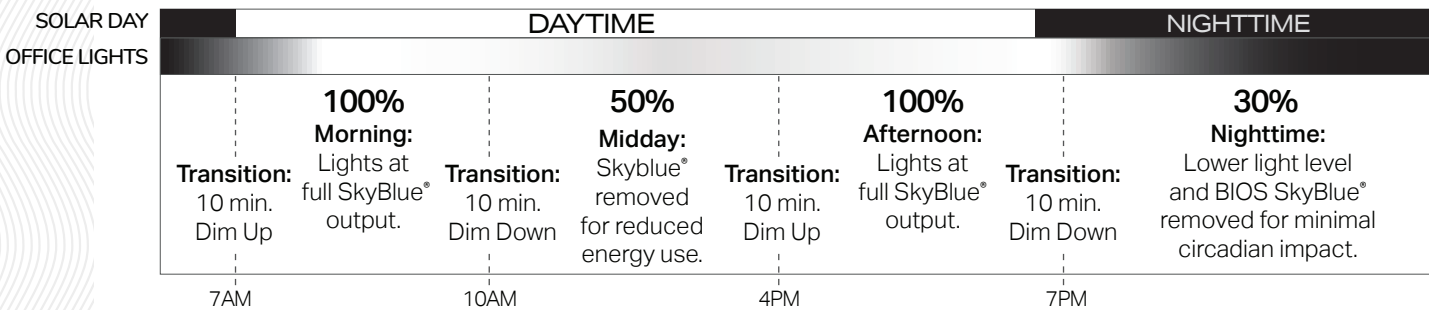 SOLAR DAY
DAYTIME
NIGHTTIME
OFFICE LIGHTS
Transition:
10 min.
Dim Up
100%
Morning:
Lights at
full SkyBlue®
output.
Transition:
10 min.
Dim Down
50%
Midday:
Skyblue®
removed
for reduced
energy use.
Transition:
10 min.
Dim Up
100%
Afternoon:
Lights at
full SkyBlue®
output.
Transition:
10 min.
Dim Down
30%
Nighttime:
Lower light level
and BIOS SkyBlue®
removed for minimal
circadian impact.
7AM
10AM
4PM
7PM